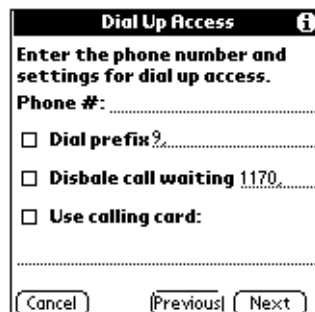 Dial Up Access i
Enter the phone number and
settings for dial up access.
Phone #:
Dial prefix 9,
Disbale call waiting 1170,
Use calling card:
Cancel Previous Next